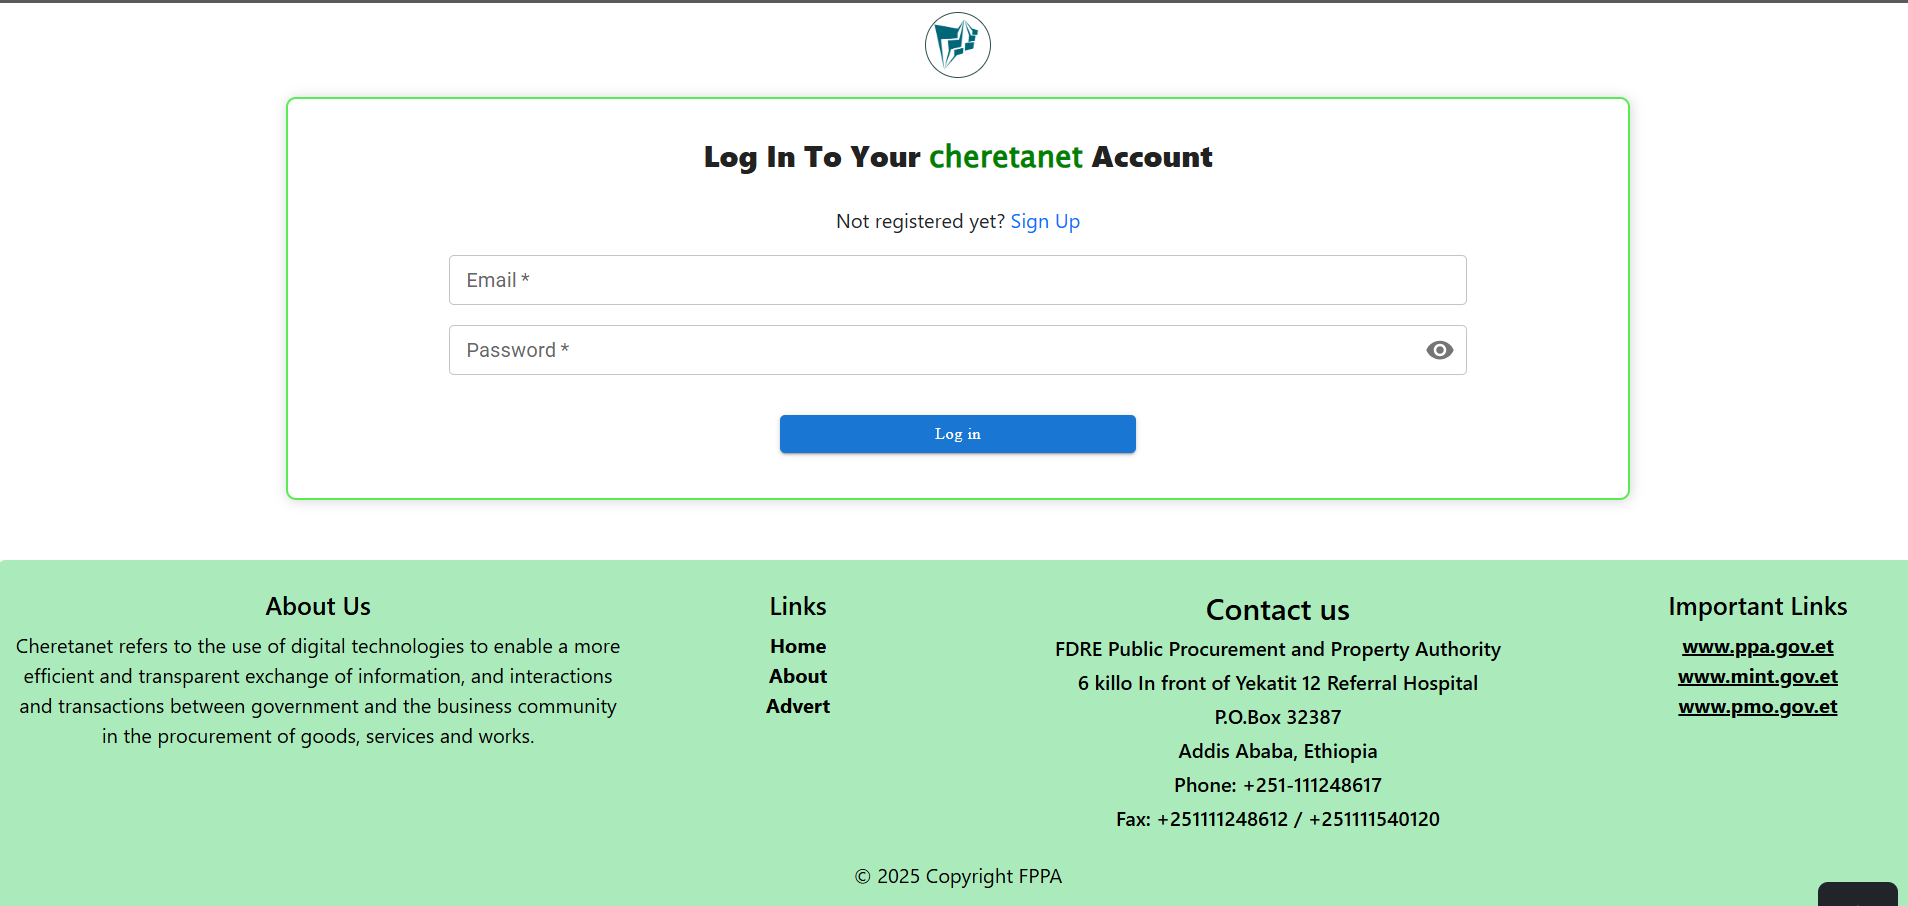 Log In To Your cheretanet Account
Not registered yet? Sign Up
Email *
Password *
Log in
About Us
Cheretanet refers to the use of digital technologies to enable a more
efficient and transparent exchange of information, and interactions
and transactions between government and the business community
in the procurement of goods, services and works.
Links
Home
About
Advert
Contact us
FDRE Public Procurement and Property Authority
6 killo In front of Yekatit 12 Referral Hospital
P.O.Box 32387
Addis Ababa, Ethiopia
Phone: +251-111248617
Fax: +251111248612 / +251111540120
Important Links
www.ppa.gov.et
www.mint.gov.et
www.pmo.gov.et
© 2025 Copyright FPPA